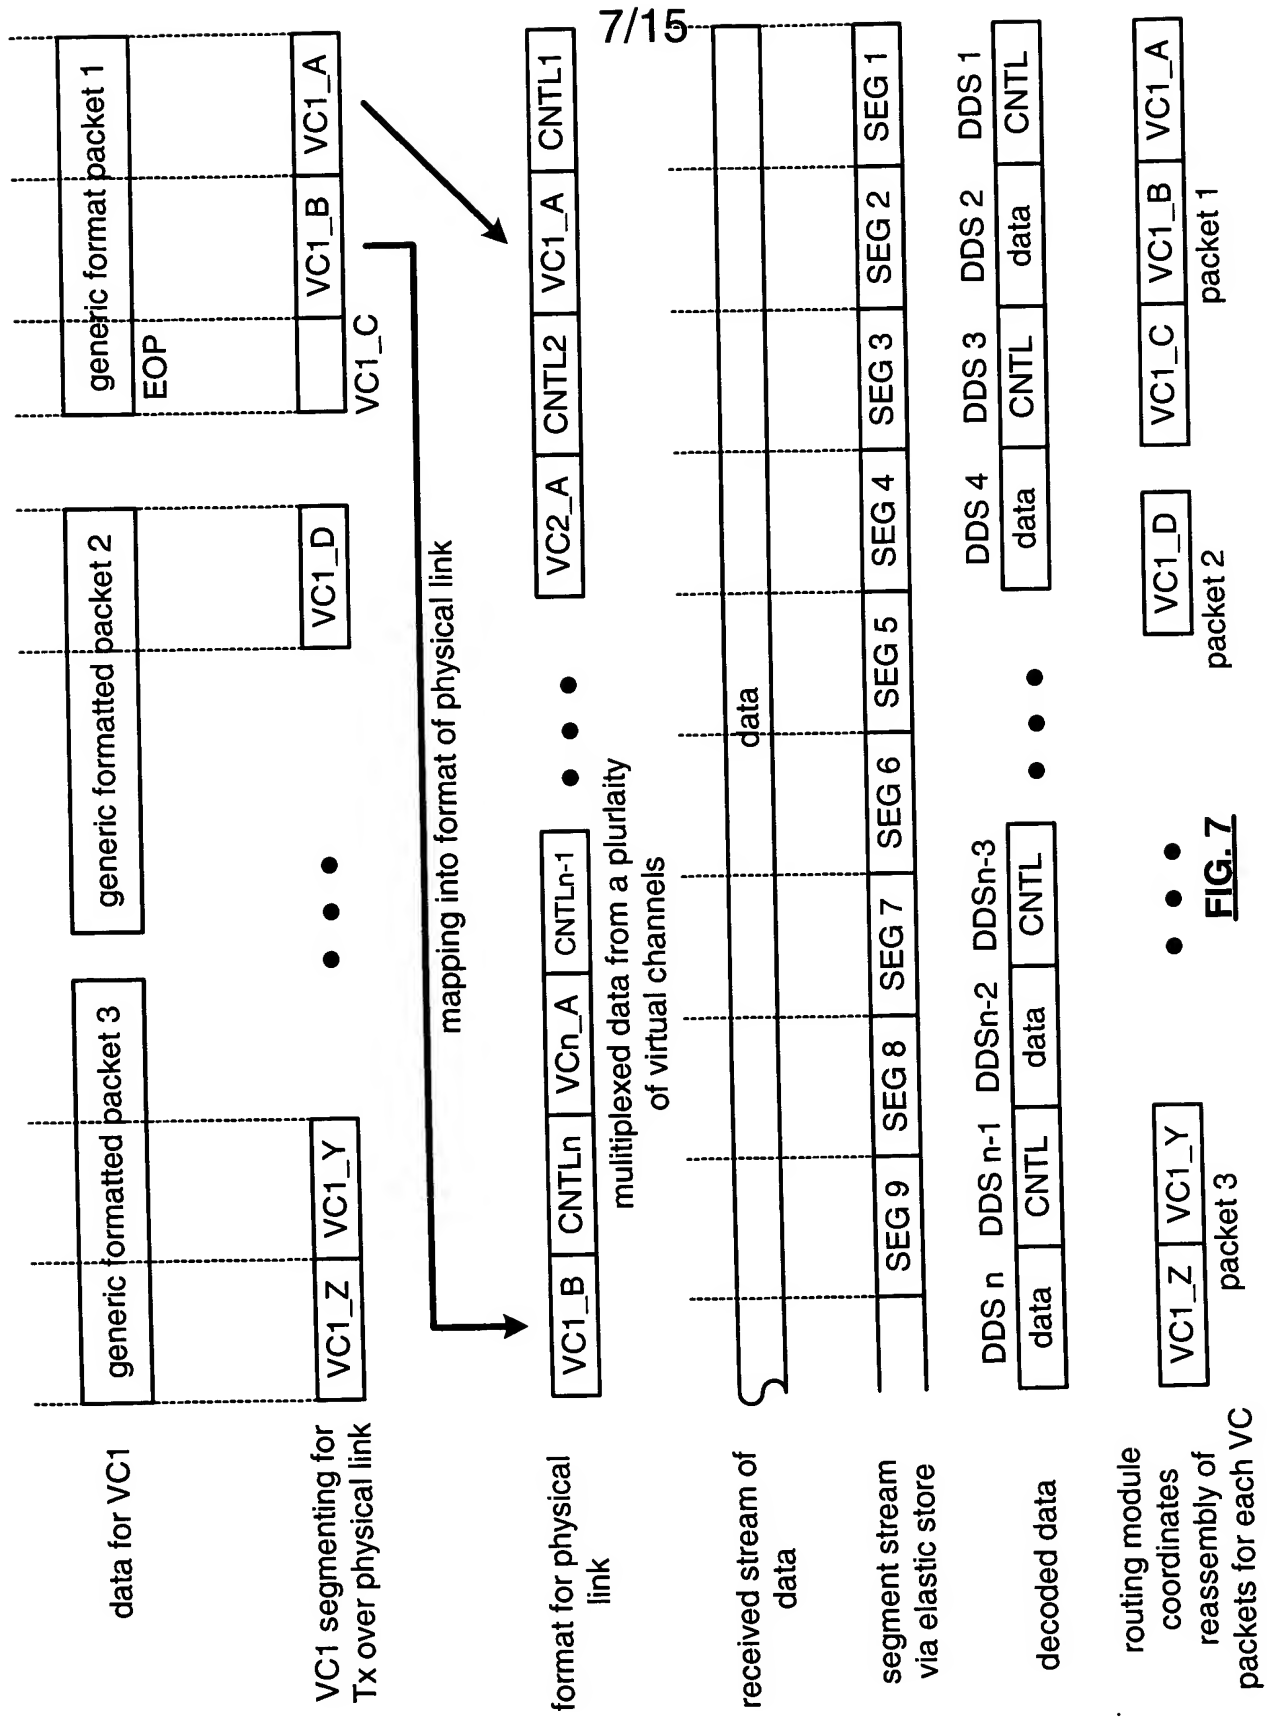 7/15
data for VC1
generic formatted packet 3
generic formatted packet 2
generic format packet 1
EOP
VC1 segmenting for
Tx over physical link
VC1_Z
VC1_Y
VC1_D
VC1_B
VC1_A
VC1_C
mapping into format of physical link
format for physical
link
VC1_B
CNTLn
VCn_A
CNTLn-1
VC2_A
CNTL2
VC1_A
CNTL1
mulitiplexed data from a plurlaity
of virtual channels
received stream of
data
data
segment stream
via elastic store
SEG 9
SEG 8
SEG 7
SEG 6
SEG 5
SEG 4
SEG 3
SEG 2
SEG 1
DDS n
DDS n-1
DDSn-2
DDSn-3
DDS 4
DDS 3
DDS 2
DDS 1
decoded data
data
CNTL
data
CNTL
data
CNTL
data
CNTL
routing module
coordinates
reassembly of
packets for each VC
VC1_Z
VC1_Y
VC1_D
VC1_C
VC1_B
VC1_A
packet 3
packet 2
packet 1
FIG. 7